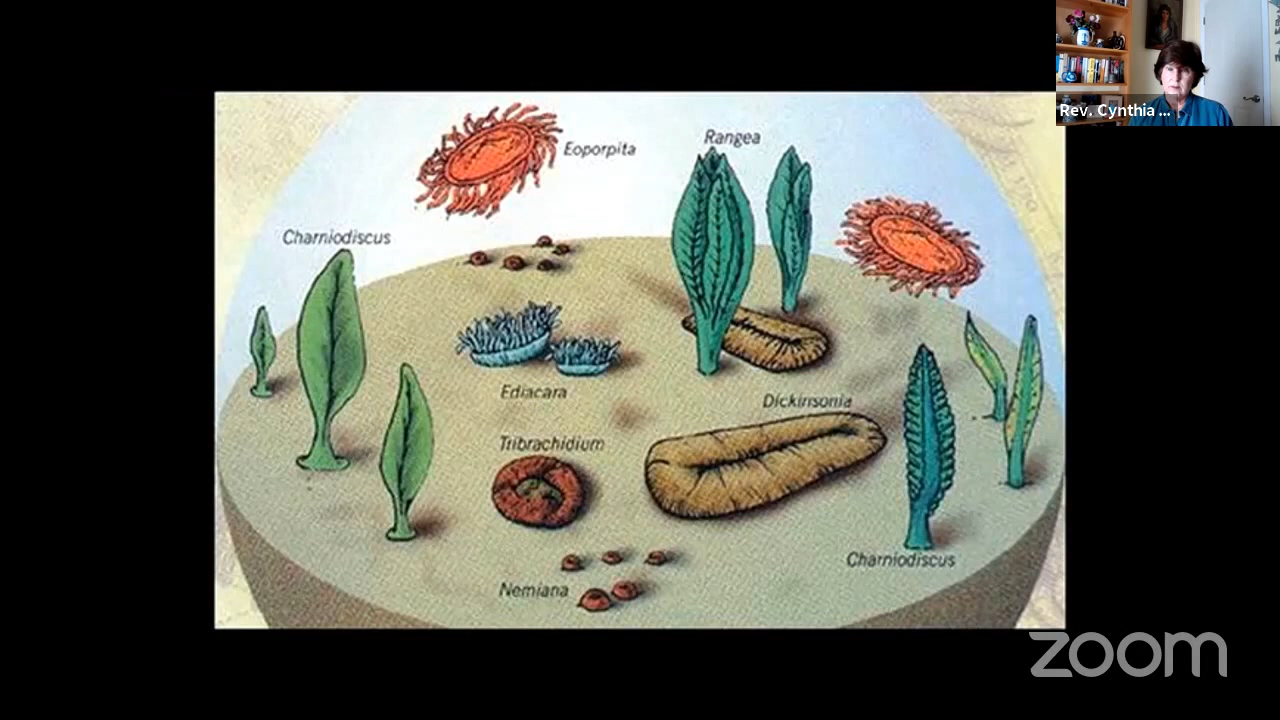 Rev. Cynthia ...
Eoporpita
Rangea
Charniodiscus
Ediacara
Dickinsonia
Tribrachidium
Charniodiscus
Nemiana
zoom